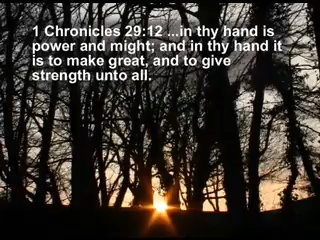 1 Chronicles 29:12 ...in thy hand is
power and might; and in thy hand it
is to make great, and to give
strength unto all.